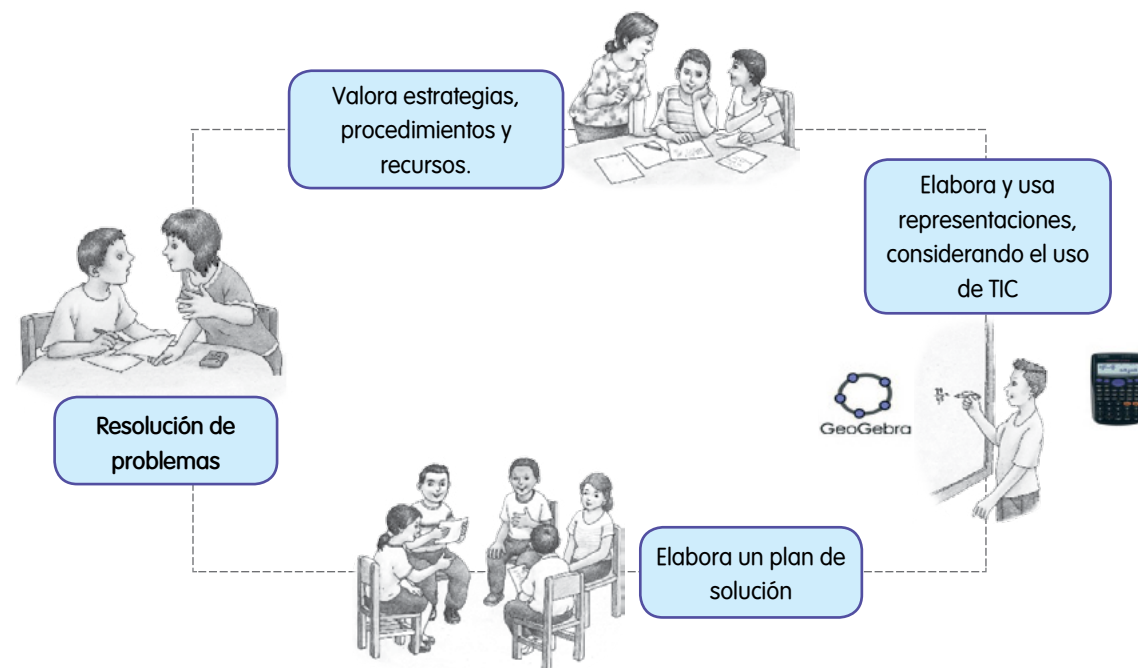 Valora estrategias,
procedimientos y
recursos.
Elabora y usa
representaciones,
considerando el uso
de TIC
GeoGebra
Resolución de
problemas
Elabora un plan de
solución